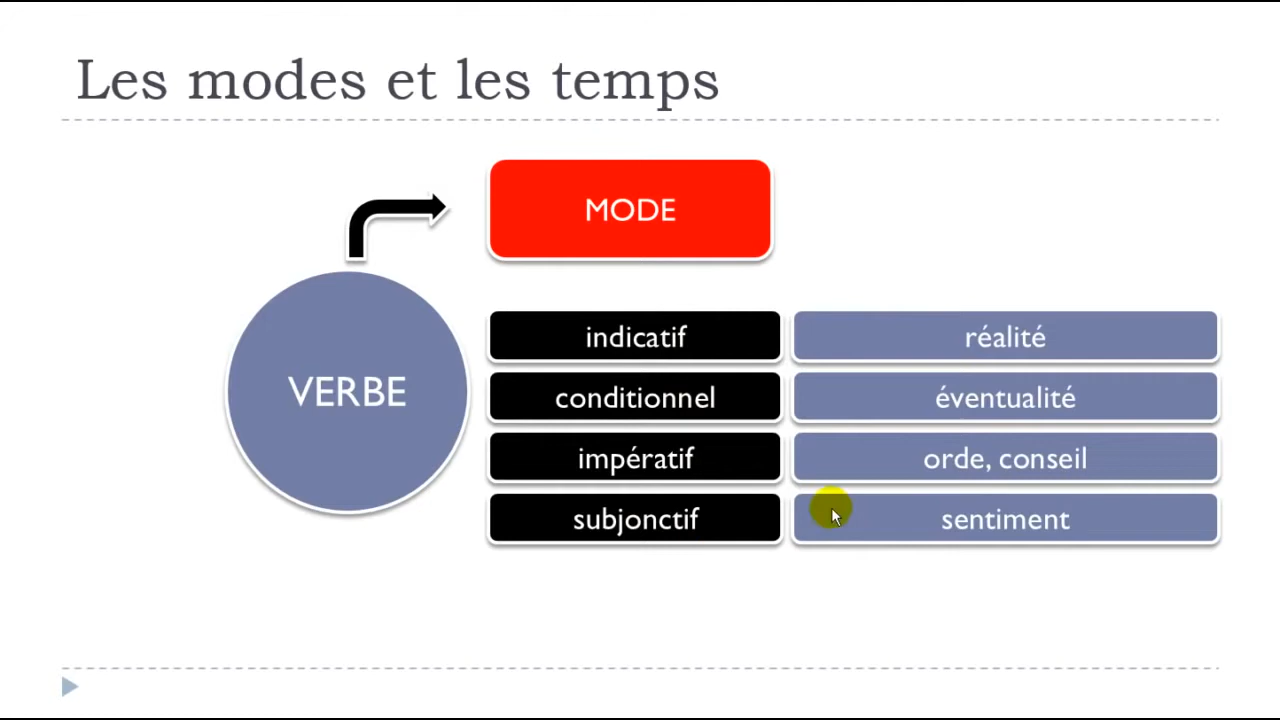 Les modes et les temps
MODE
VERBE
indicatif
réalité
conditionnel
éventualité
impératif
orde, conseil
subjonctif
sentiment